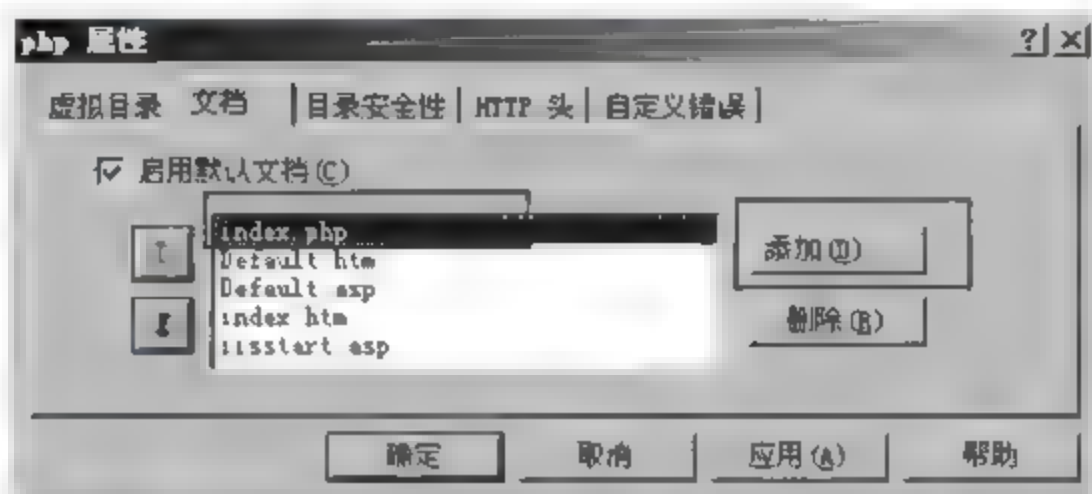 php 属性
虚拟目录 文档 目录安全性 HTTP 头 自定义错误
启用默认文档(C)
index.php
Default htm
Default asp
index htm
iisstart asp
添加(D)
删除(R)
确定 取消 应用(A) 帮助